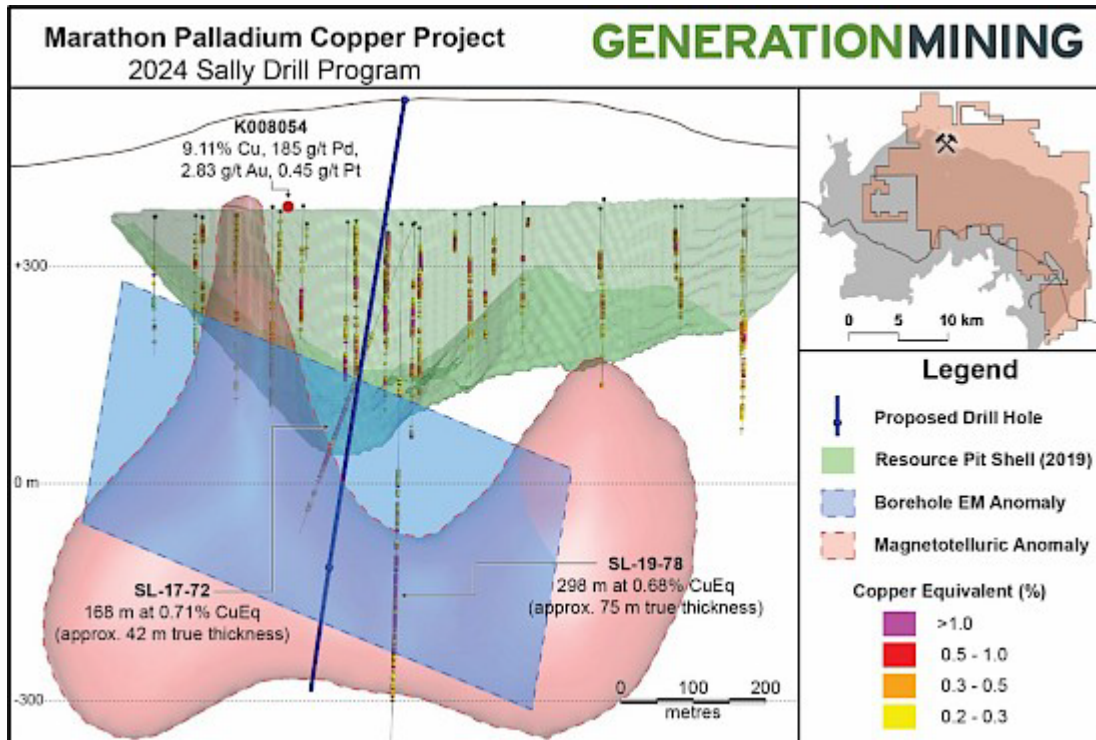 Marathon Palladium Copper Project
2024 Sally Drill Program
GENERATIONMINING
K008054
9.11% Cu, 185 g/t Pd,
2.83 g/t Au, 0.45 g/t Pt
+300
0 m
-300
SL-17-72
168 m at 0.71% CuEq
(approx. 42 m true thickness)
SL-19-78
298 m at 0.68% CuEq
(approx. 75 m true thickness)
0 100 200
metres
0 5 10 km
Legend
Proposed Drill Hole
Resource Pit Shell (2019)
Borehole EM Anomaly
Magnetotelluric Anomaly
Copper Equivalent (%)
>1.0
0.5 - 1.0
0.3 - 0.5
0.2 - 0.3